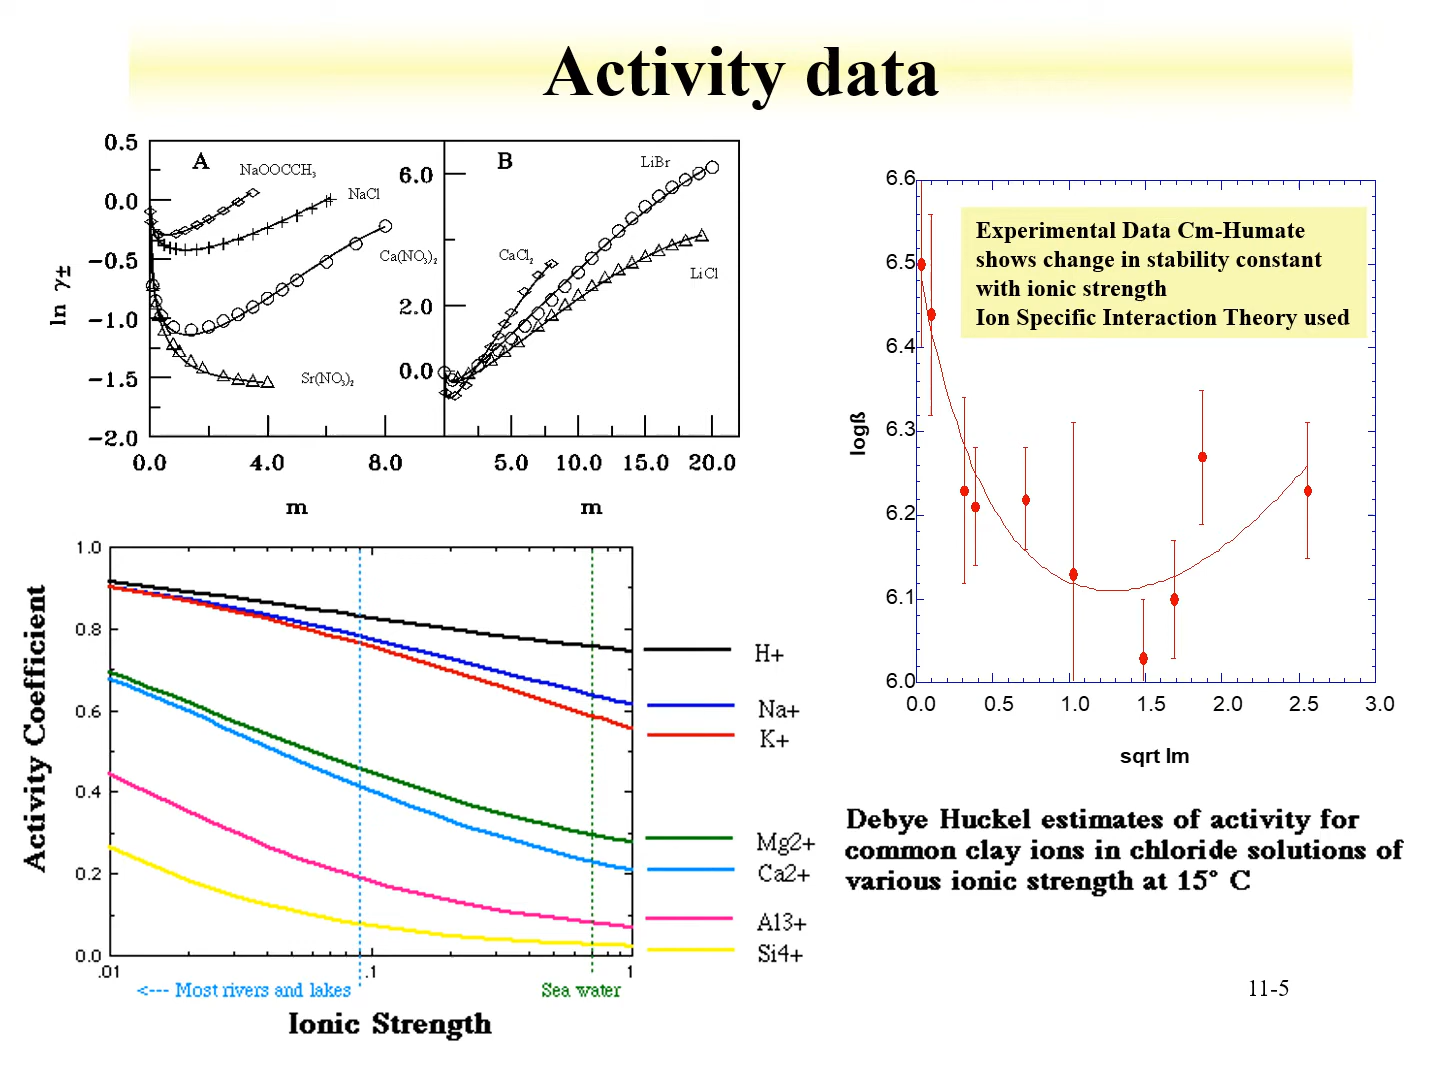 Activity data
0.5
0.0
−0.5
−1.0
−1.5
−2.0
ln γ±
A
NaOOCCH3
NaCl
Ca(NO3)2
Sr(NO3)2
0.0
4.0
8.0
m
B
6.0
2.0
0.0
LiBr
CaCl2
LiCl
5.0
10.0
15.0
20.0
m
6.6
6.5
6.4
6.3
6.2
6.1
6.0
logß
Experimental Data Cm-Humate
shows change in stability constant
with ionic strength
Ion Specific Interaction Theory used
0.0
0.5
1.0
1.5
2.0
2.5
3.0
sqrt Im
Activity Coefficient
1.0
0.8
0.6
0.4
0.2
0.0
H+
Na+
K+
Mg2+
Ca2+
Al3+
Si4+
.01
.1
1
<--- Most rivers and lakes
Sea water
Ionic Strength
Debye Huckel estimates of activity for
common clay ions in chloride solutions of
various ionic strength at 15° C
11-5